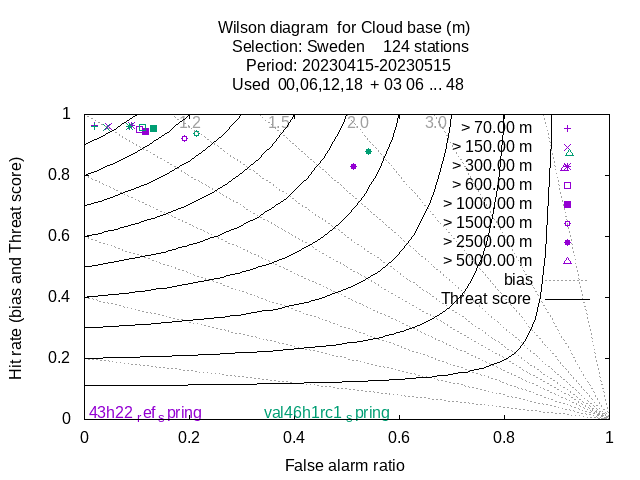 Wilson diagram  for Cloud base (m)
Selection: Sweden    124 stations
Period: 20230415-20230515
Used  00,06,12,18  + 03 06 ... 48
Hit rate (bias and Threat score)
1
0.8
0.6
0.4
0.2
0
1.2
1.5
2.0
3.0
> 70.00 m
> 150.00 m
> 300.00 m
> 600.00 m
> 1000.00 m
> 1500.00 m
> 2500.00 m
> 5000.00 m
bias
Threat score
43h22_ref_spring
val46h1rc1_spring
0 0.2 0.4 0.6 0.8 1
False alarm ratio